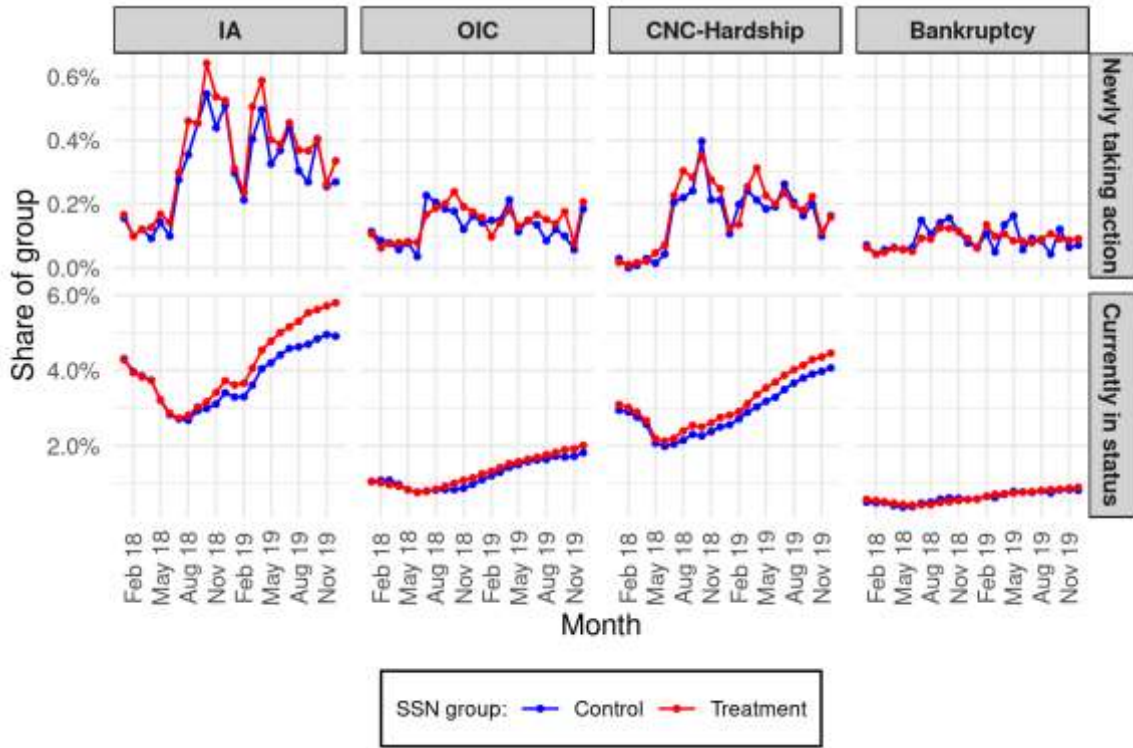 IA OIC CNC-Hardship Bankruptcy
Share of group
0.6%
0.4%
0.2%
0.0%
Newly taking action
6.0%
4.0%
2.0%
Currently in status
Feb 18 May 18 Aug 18 Nov 18 Feb 19 May 19 Aug 19 Nov 19
Feb 18 May 18 Aug 18 Nov 18 Feb 19 May 19 Aug 19 Nov 19
Feb 18 May 18 Aug 18 Nov 18 Feb 19 May 19 Aug 19 Nov 19
Feb 18 May 18 Aug 18 Nov 18 Feb 19 May 19 Aug 19 Nov 19
Month
SSN group: Control Treatment